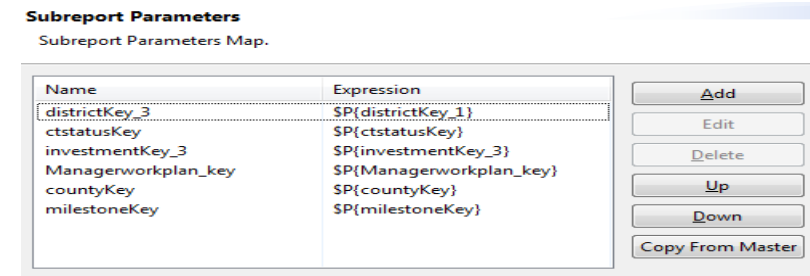 Subreport Parameters
Subreport Parameters Map.
Name Expression
districtKey_3 $P{districtKey_1}
ctstatusKey $P{ctstatusKey}
investmentKey_3 $P{investmentKey_3}
Managerworkplan_key $P{Managerworkplan_key}
countyKey $P{countyKey}
milestoneKey $P{milestoneKey}
Add
Edit
Delete
Up
Down
Copy From Master